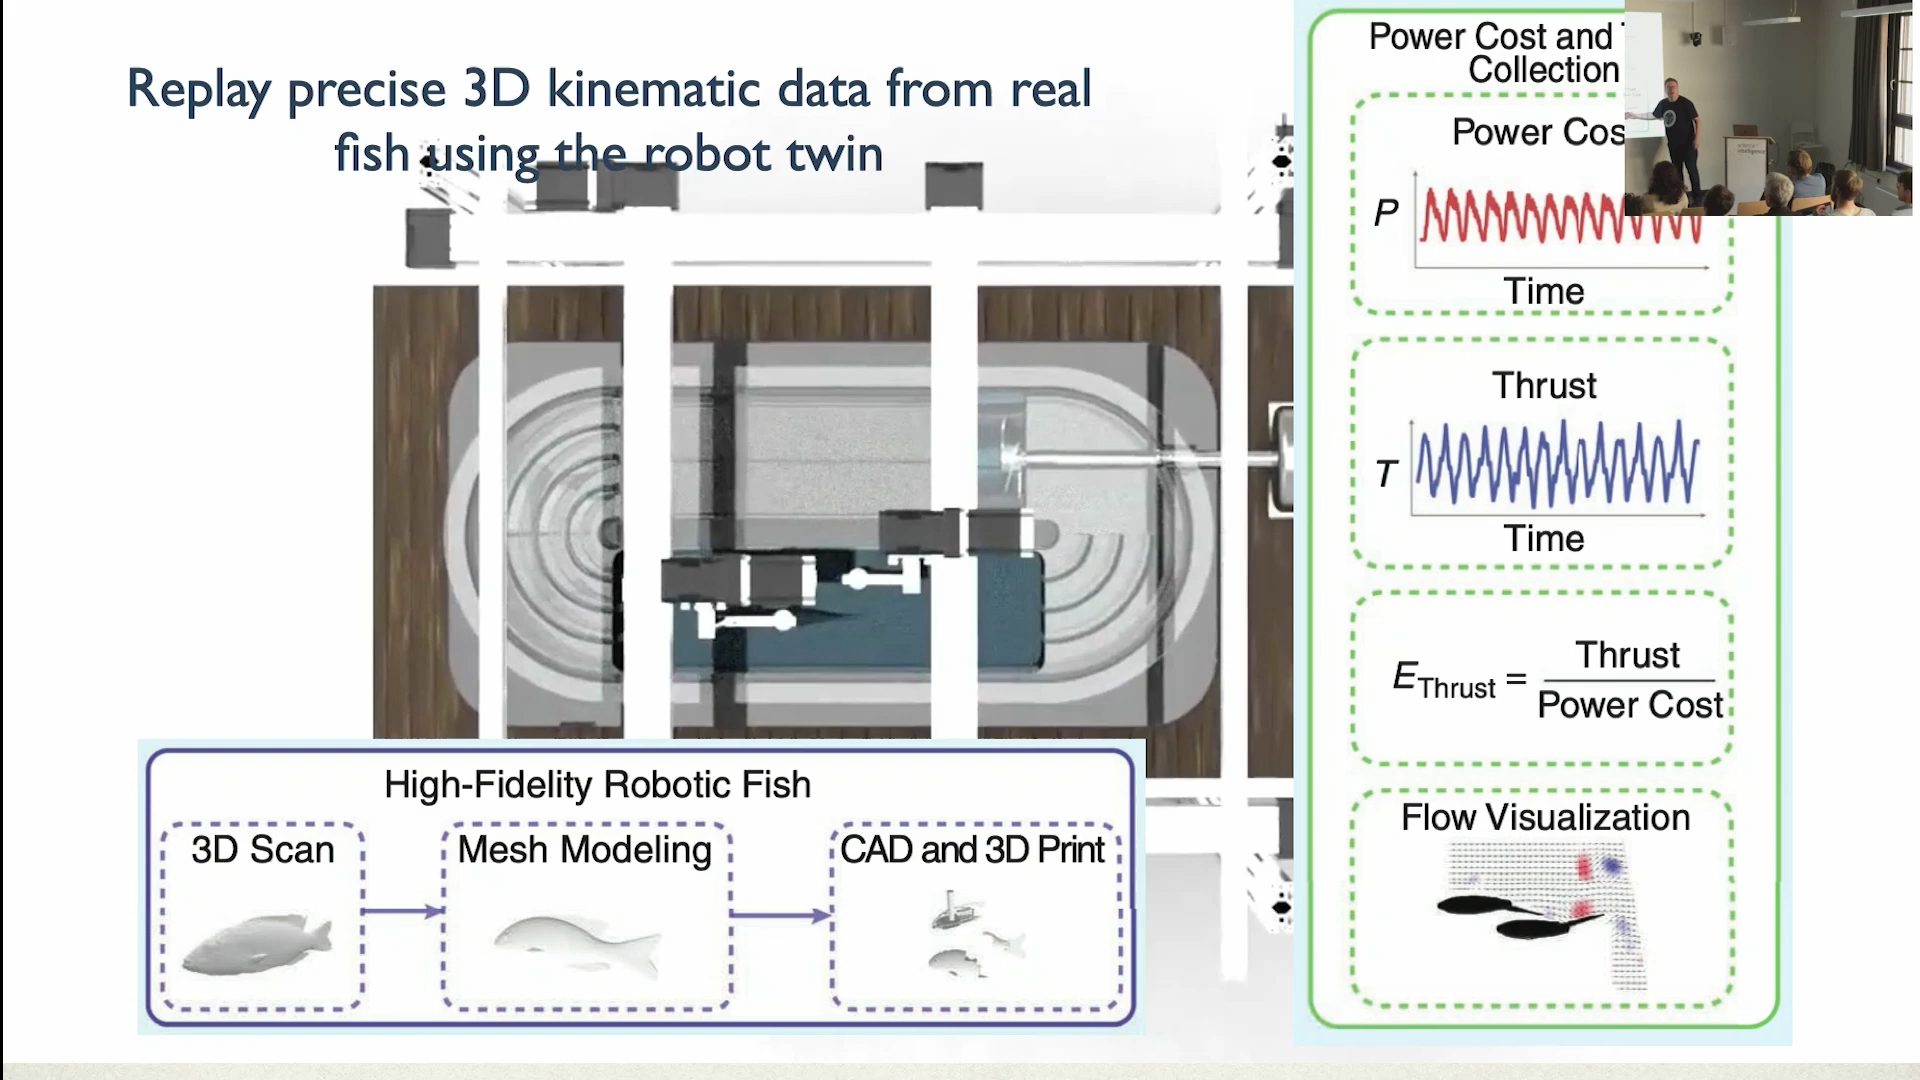 Replay precise 3D kinematic data from real
fish using the robot twin
Power Cost and
Collection
Power Cos
P
Time
Thrust
T
Time
E Thrust = Thrust
Power Cost
Flow Visualization
High-Fidelity Robotic Fish
3D Scan
Mesh Modeling
CAD and 3D Print